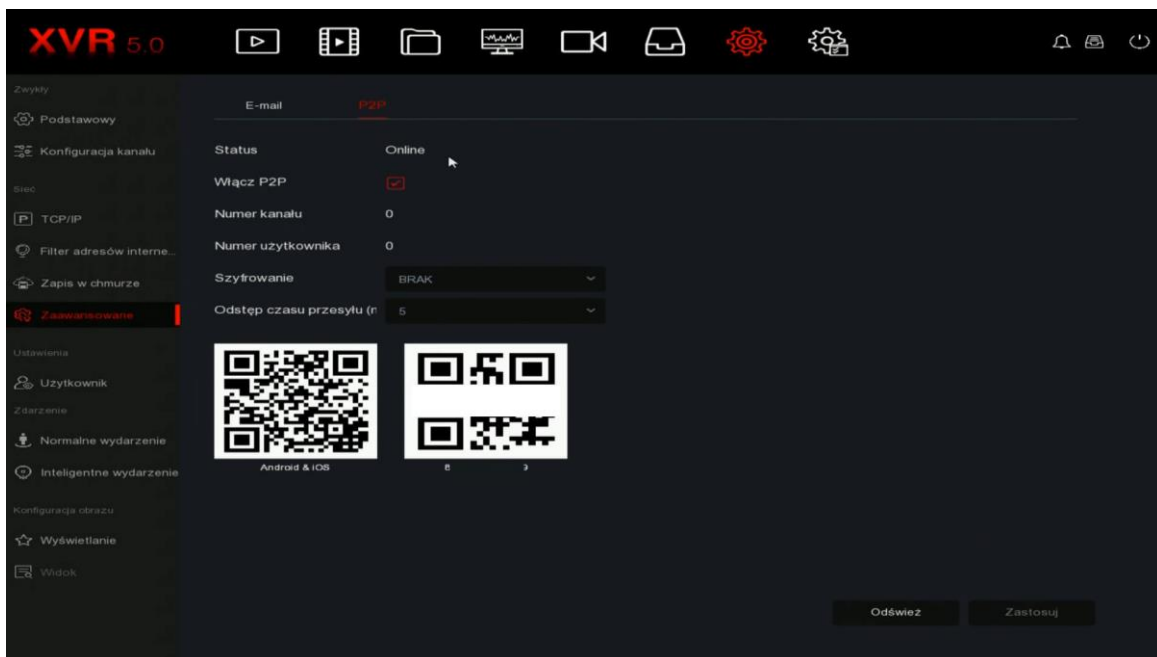 XVR 5.0
Zwykły
Podstawowy
Konfiguracja kanału
Sieć
P TCP/IP
Filter adresów interne...
Zapis w chmurze
Zaawansowane
Ustawienia
Użytkownik
Zdarzenie
Normalne wydarzenie
Inteligentne wydarzenie
Konfiguracja obrazu
Wyświetlanie
Widok
E-mail P2P
Status Online
Włącz P2P
Numer kanału 0
Numer użytkownika 0
Szyfrowanie BRAK
Odstęp czasu przesyłu (n 5
Android & iOS
Odśwież Zastosuj